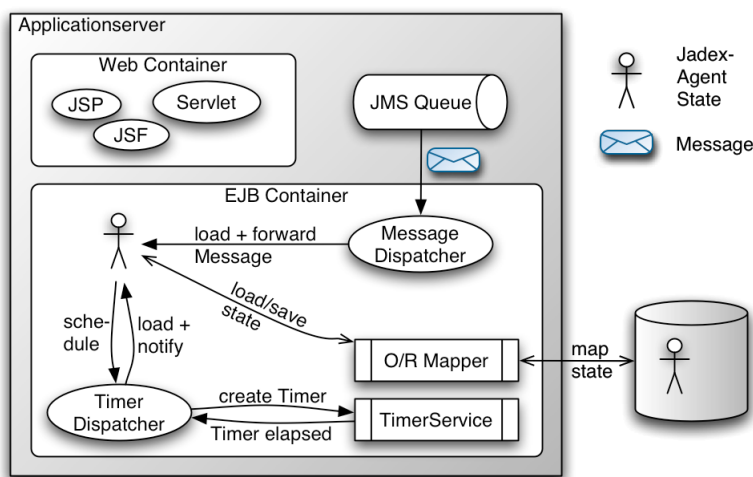 Applicationserver
Web Container
JSP
Servlet
JSF
JMS Queue
Jadex-
Agent
State
Message
EJB Container
load + forward
Message
Message
Dispatcher
load/save
state
sche-
dule
load +
notify
O/R Mapper
map
state
Timer
Dispatcher
create Timer
Timer elapsed
TimerService